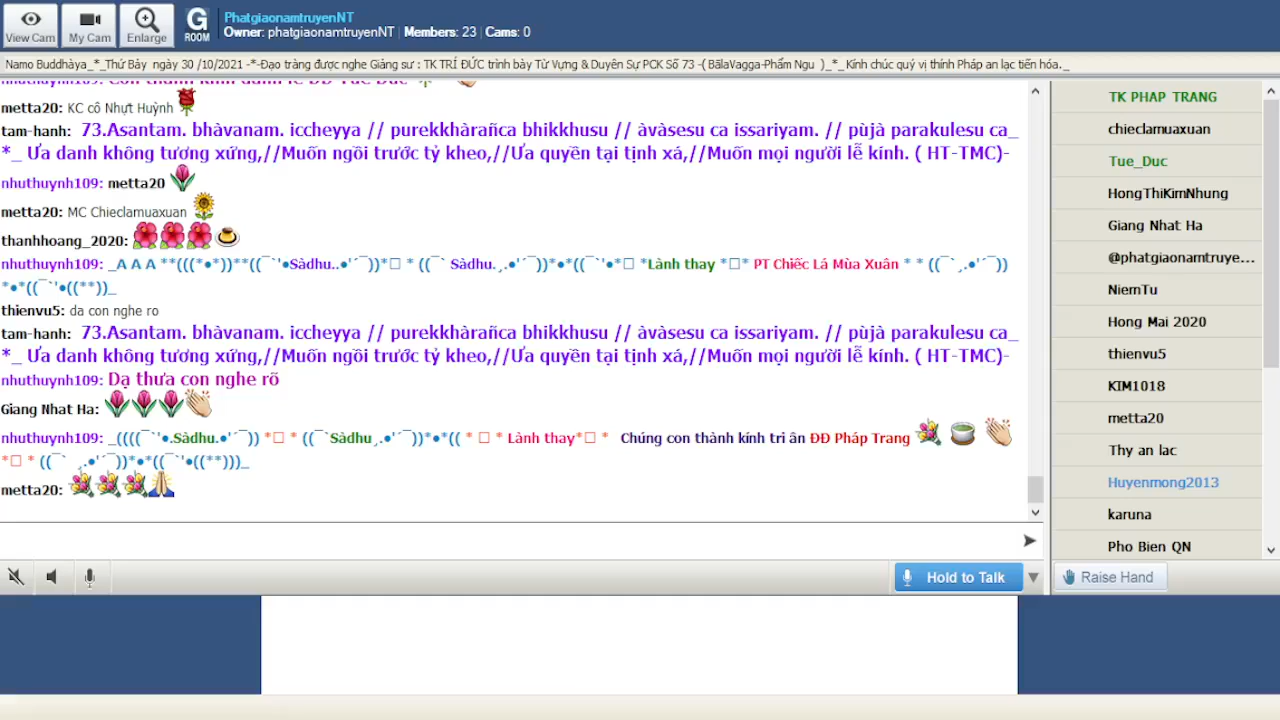 View Cam
My Cam
Enlarge
G
ROOM
PhatgiaonamtruyenNT
Owner: phatgiaonamtruyenNT | Members: 23 | Cams: 0
Namo Buddhàya_*_Thứ Bảy ngày 30 /10/2021 -*-Đạo tràng được nghe Giảng sư : TK TRÍ ĐỨC trình bày Từ Vựng & Duyên Sự PCK Số 73 -( BālaVagga-Phẩm Ngu )_*_ Kính chúc quý vị thính Pháp an lạc tiến hóa._
metta20: KC cô Nhựt Huỳnh
tam-hanh: 73.Asantam. bhàvanam. iccheyya // purekkhàrañca bhikkhusu // àvàsesu ca issariyam. // pùjà parakulesu ca_
*_ Ưa danh không tương xứng,//Muốn ngồi trước tỷ kheo,//Ưa quyền tại tịnh xá,//Muốn mọi người lễ kính. ( HT-TMC)-
nhuthuynh109: metta20
metta20: MC Chieclamuaxuan
thanhhoang_2020:
nhuthuynh109: _A A A **(((*•*))**((¯`'•Sàdhu..•'´¯))*□ * ((¯` Sàdhu.¸.•'´¯))*•*((¯`'•*□ *Lành thay *□* PT Chiếc Lá Mùa Xuân * * ((¯`¸.•'´¯))
*•*((¯`'•((**))_
thienvu5: da con nghe ro
tam-hanh: 73.Asantam. bhàvanam. iccheyya // purekkhàrañca bhikkhusu // àvàsesu ca issariyam. // pùjà parakulesu ca_
*_ Ưa danh không tương xứng,//Muốn ngồi trước tỷ kheo,//Ưa quyền tại tịnh xá,//Muốn mọi người lễ kính. ( HT-TMC)-
nhuthuynh109: Dạ thưa con nghe rõ
Giang Nhat Ha:
nhuthuynh109: _((((¯`'•.Sàdhu.•'´¯)) *□ * ((¯`Sàdhu¸.•'´¯))*•*(( * □ * Lành thay*□ * Chúng con thành kính tri ân ĐĐ Pháp Trang
*□ * ((¯` ¸.•'´¯))*•*((¯`'•((**)))_
metta20:
Hold to Talk
TK PHAP TRANG
chieclamuaxuan
Tue_Duc
HongThiKimNhung
Giang Nhat Ha
@phatgiaonamtruye...
NiemTu
Hong Mai 2020
thienvu5
KIM1018
metta20
Thy an lac
Huyenmong2013
karuna
Pho Bien QN
Raise Hand